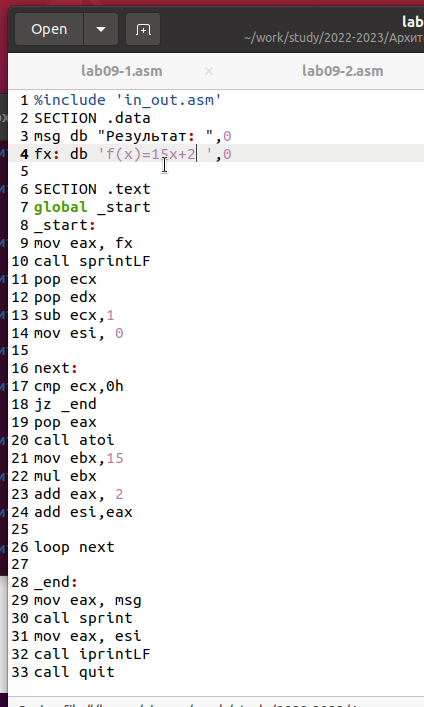 Open
lab
~/work/study/2022-2023/Архит
lab09-1.asm × lab09-2.asm
1 %include 'in_out.asm'
2 SECTION .data
3 msg db "Результат: ",0
4 fx: db 'f(x)=15x+2 ',0
5
6 SECTION .text
7 global _start
8 _start:
9 mov eax, fx
10 call sprintLF
11 pop ecx
12 pop edx
13 sub ecx,1
14 mov esi, 0
15
16 next:
17 cmp ecx,0h
18 jz _end
19 pop eax
20 call atoi
21 mov ebx,15
22 mul ebx
23 add eax, 2
24 add esi,eax
25
26 loop next
27
28 _end:
29 mov eax, msg
30 call sprint
31 mov eax, esi
32 call iprintLF
33 call quit